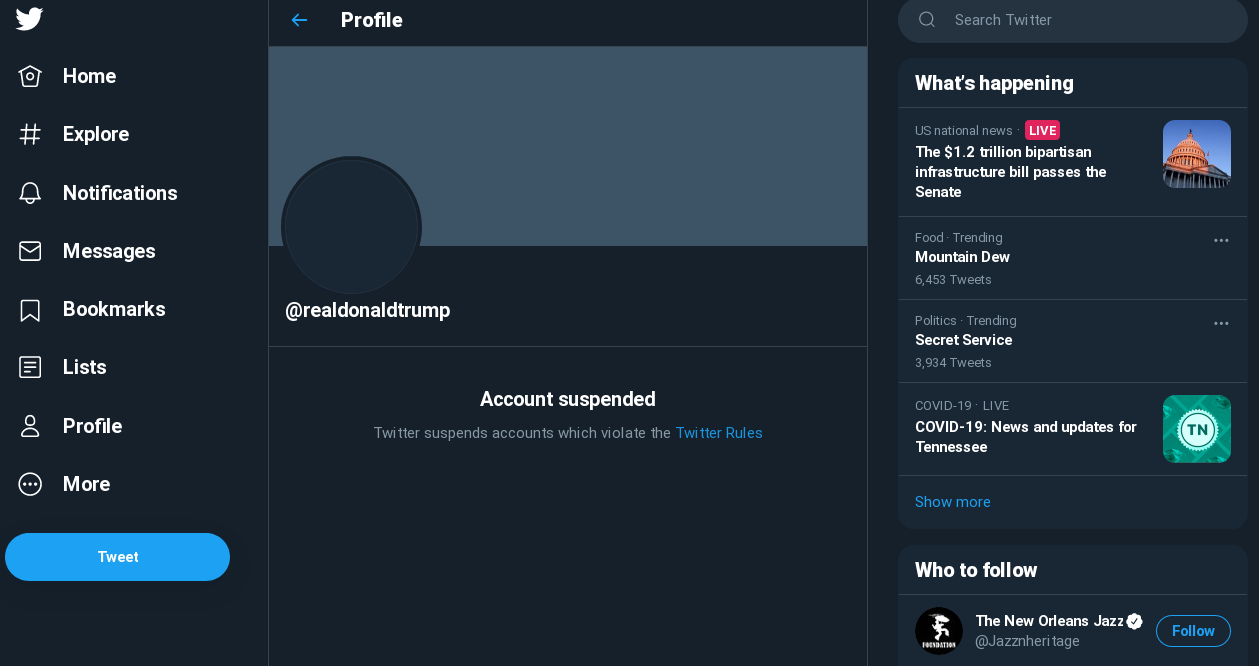 Home
Explore
Notifications
Messages
Bookmarks
Lists
Profile
More
Tweet
Profile
@realdonaldtrump
Account suspended
Twitter suspends accounts which violate the Twitter Rules
Search Twitter
What's happening
US national news · LIVE
The $1.2 trillion bipartisan
infrastructure bill passes the
Senate
Food · Trending
Mountain Dew
6,453 Tweets
Politics · Trending
Secret Service
3,934 Tweets
COVID-19 · LIVE
COVID-19: News and updates for
Tennessee
TN
Show more
Who to follow
The New Orleans Jazz
@Jazznheritage
FOUNDATION
Follow